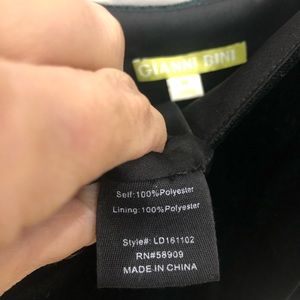 GIANNI BINI
Self: 100%Polyester
Lining: 100%Polyester
Style#: LD161102
RN#58909
MADE IN CHINA